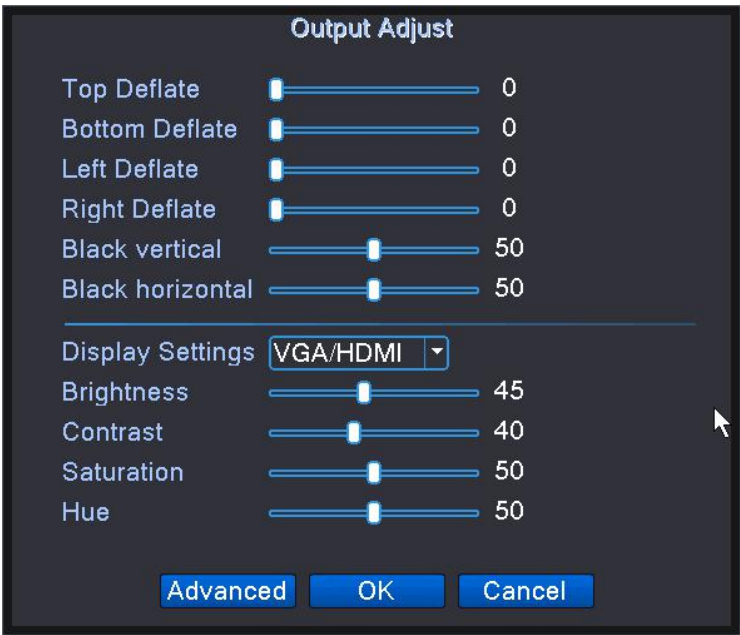 Output Adjust
Top Deflate 0
Bottom Deflate 0
Left Deflate 0
Right Deflate 0
Black vertical 50
Black horizontal 50
Display Settings VGA/HDMI
Brightness 45
Contrast 40
Saturation 50
Hue 50
Advanced OK Cancel